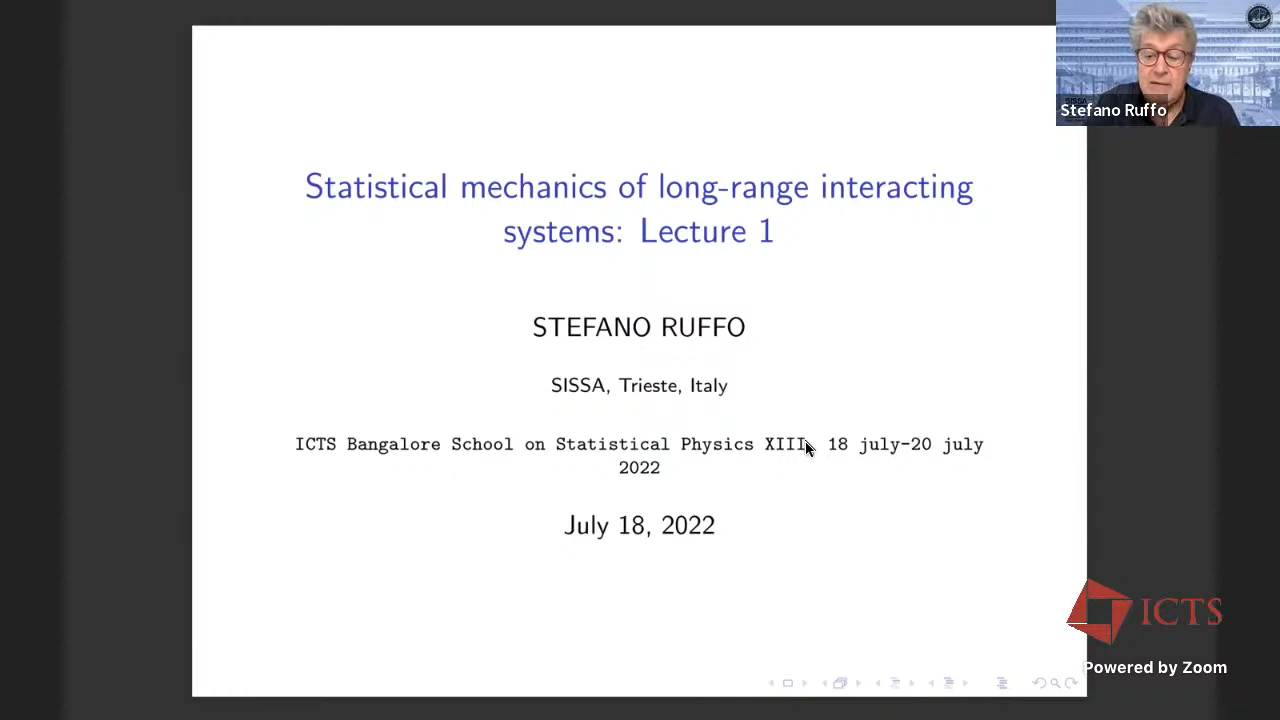 Stefano Ruffo
Statistical mechanics of long-range interacting
systems: Lecture 1
STEFANO RUFFO
SISSA, Trieste, Italy
ICTS Bangalore School on Statistical Physics XIII, 18 july-20 july
2022
July 18, 2022
ICTS
Powered by Zoom